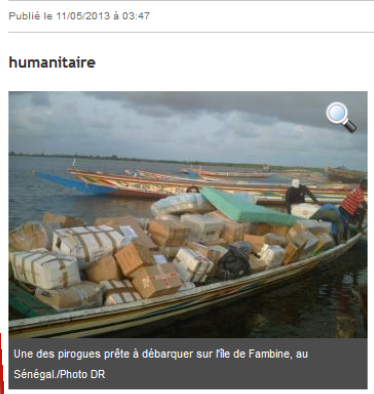 Publié le 11/05/2013 à 03:47
humanitaire
Une des pirogues prête à débarquer sur l'île de Fambine, au
Sénégal./Photo DR